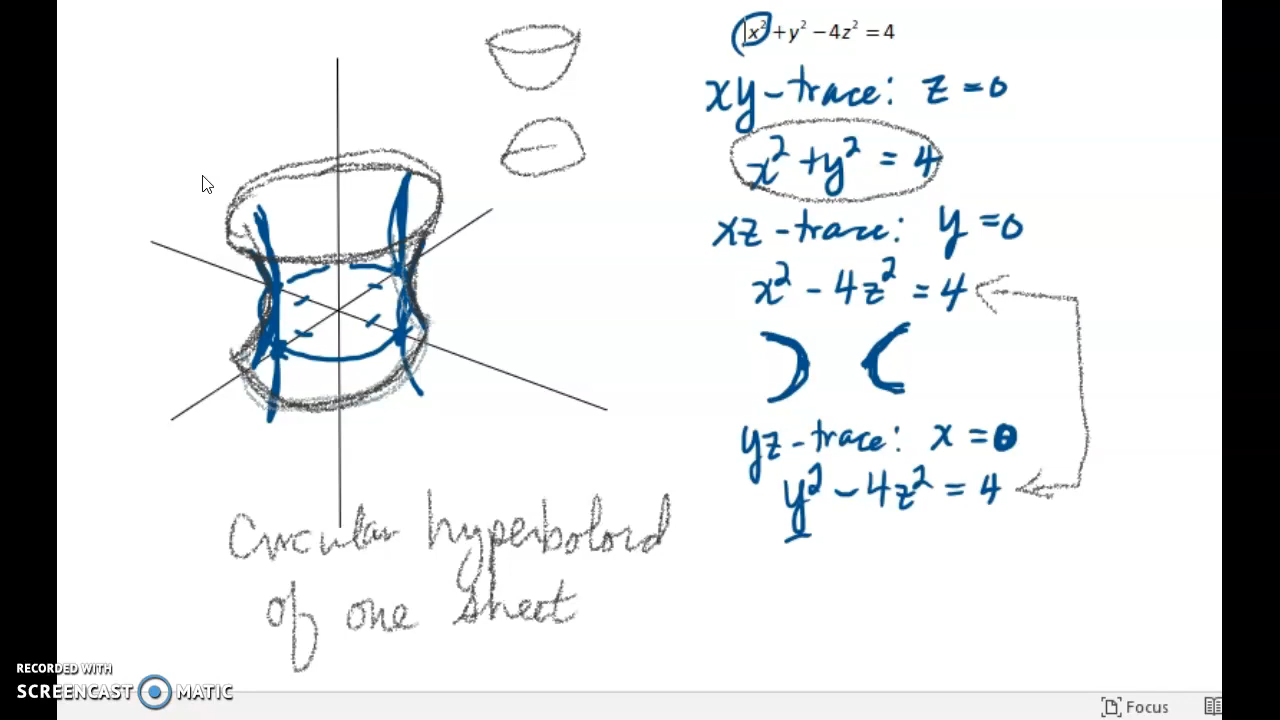 x² + y² − 4z² = 4
xy-trace: z = 0
x² + y² = 4
xz-trace: y = 0
x² − 4z² = 4
yz-trace: x = 0
y² − 4z² = 4
Circular hyperboloid
of one sheet
RECORDED WITH
SCREENCAST MATIC
Focus